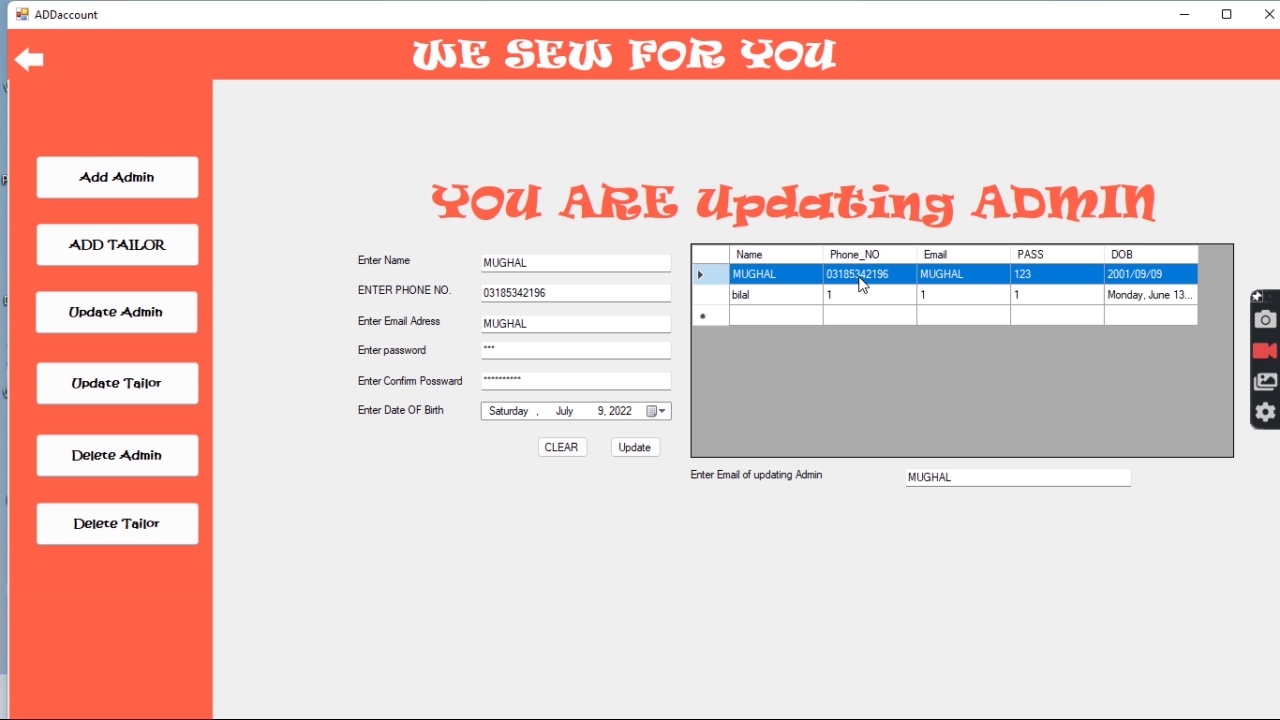 ADDaccount
WE SEW FOR YOU
Add Admin
ADD TAILOR
Update Admin
Update Tailor
Delete Admin
Delete Tailor
YOU ARE Updating ADMIN
Enter Name MUGHAL
ENTER PHONE NO. 03185342196
Enter Email Adress MUGHAL
Enter password ***
Enter Confirm Possward **********
Enter Date OF Birth Saturday , July 9, 2022
CLEAR Update
Name Phone_NO Email PASS DOB
MUGHAL 03185342196 MUGHAL 123 2001/09/09
bilal 1 1 1 Monday, June 13...
Enter Email of updating Admin MUGHAL